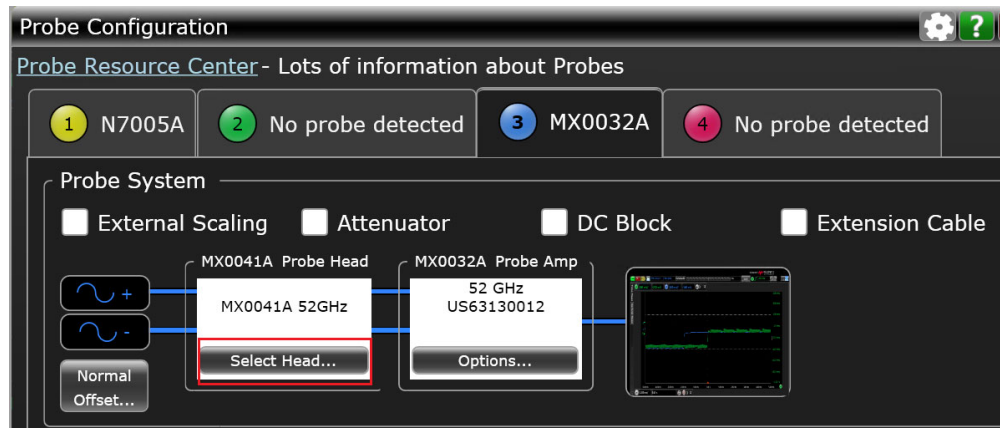 Probe Configuration
?
Probe Resource Center - Lots of information about Probes
1 N7005A
2 No probe detected
3 MX0032A
4 No probe detected
Probe System
External Scaling
Attenuator
DC Block
Extension Cable
MX0041A Probe Head
MX0032A Probe Amp
+
-
MX0041A 52GHz
52 GHz
US63130012
Select Head...
Options...
Normal
Offset...